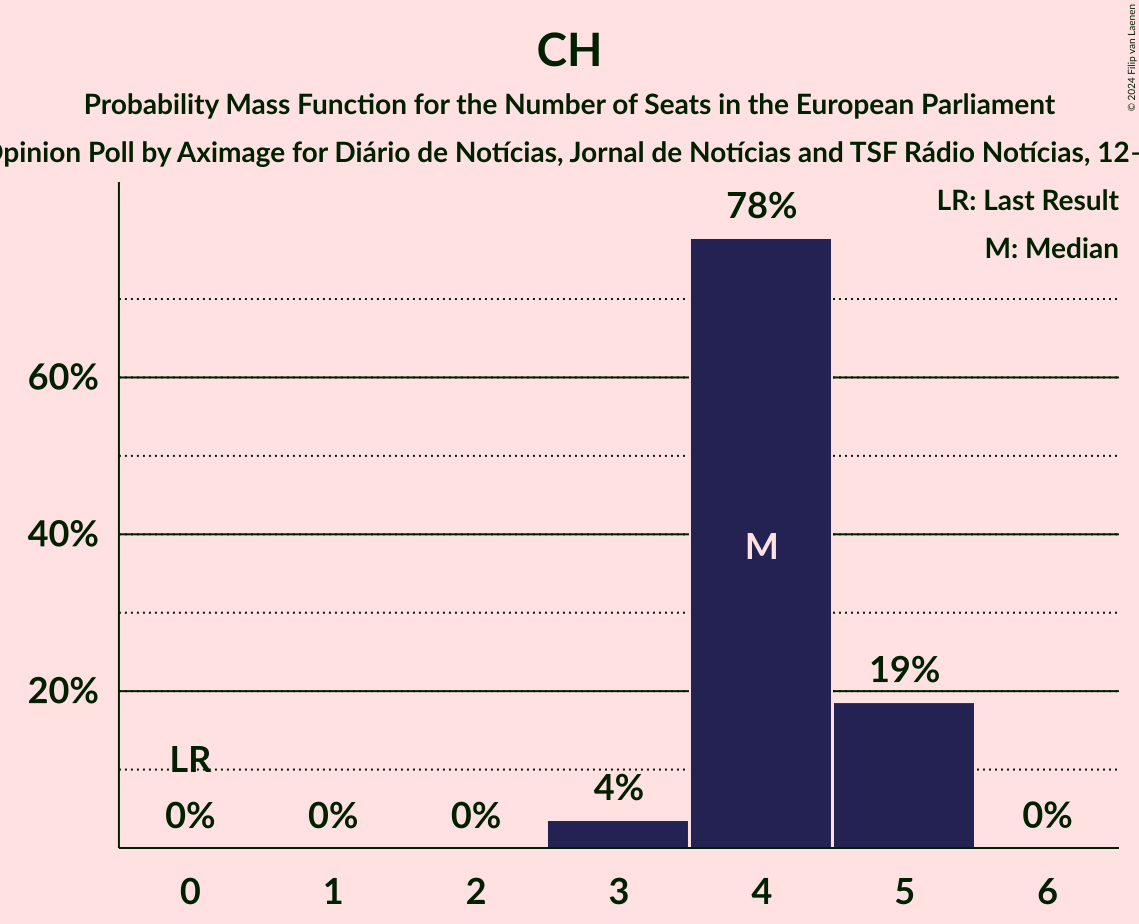 CH
Probability Mass Function for the Number of Seats in the European Parliament
pinion Poll by Aximage for Diário de Notícias, Jornal de Notícias and TSF Rádio Notícias, 12–
© 2024 Filip van Laenen
LR: Last Result
M: Median
78%
60%
40%
20%
M
19%
LR
4%
0%
0%
0%
0%
0
1
2
3
4
5
6